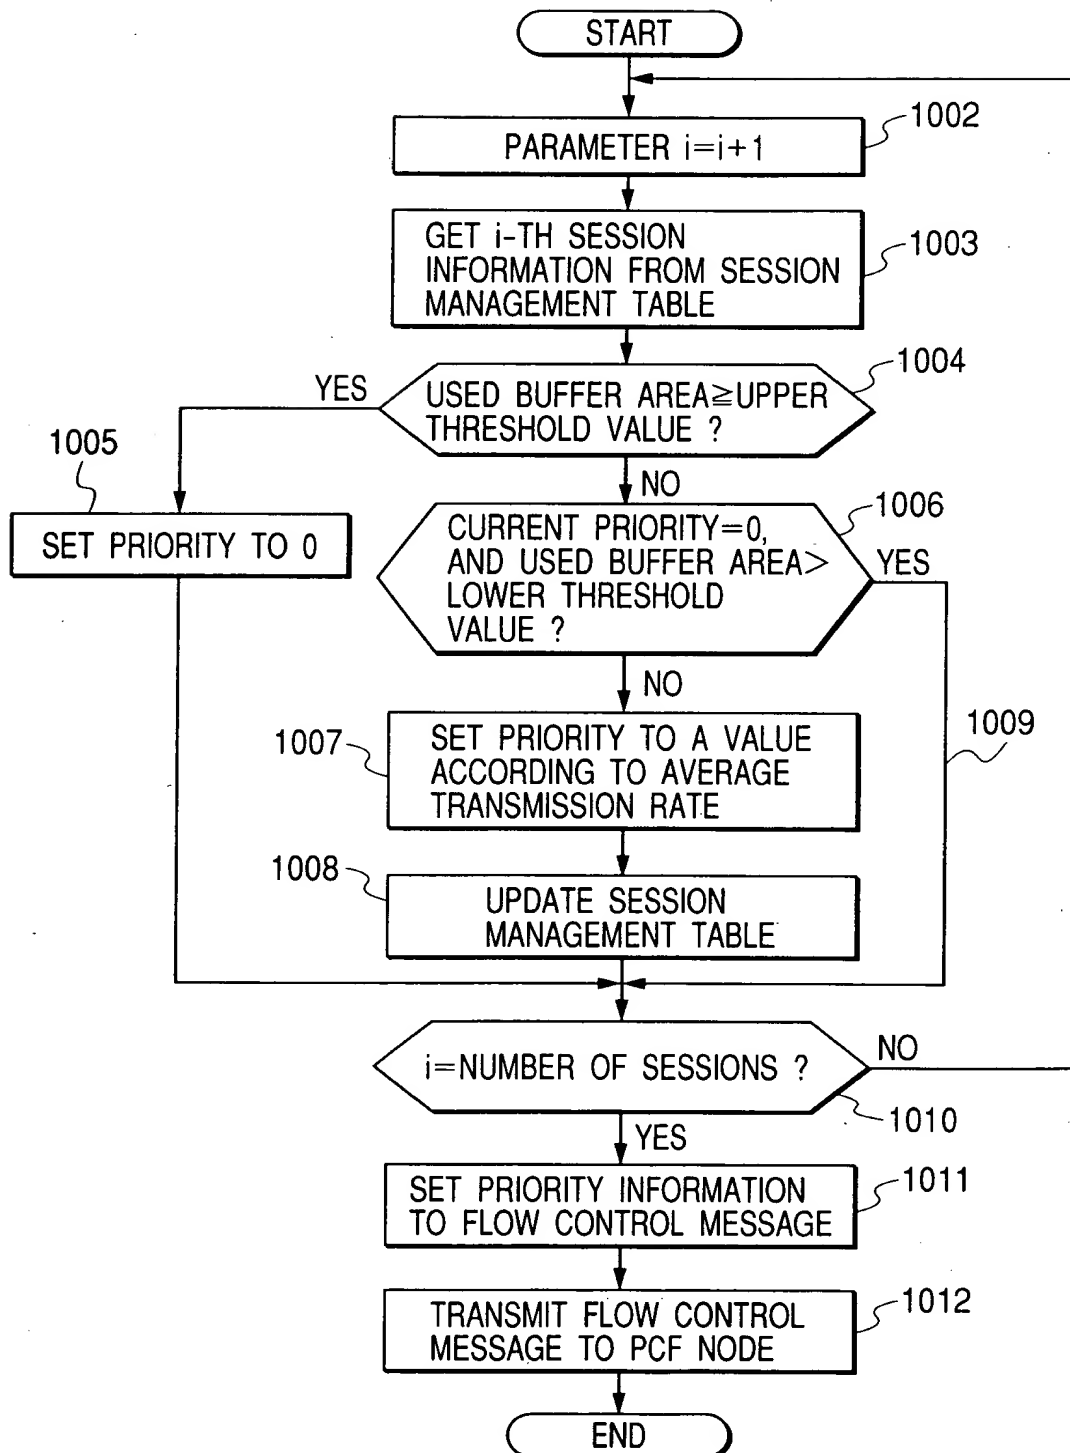 START
1002
PARAMETER i=i+1
GET i-TH SESSION
INFORMATION FROM SESSION
MANAGEMENT TABLE
1003
1004
YES
USED BUFFER AREA≧UPPER
THRESHOLD VALUE ?
1005
NO
SET PRIORITY TO 0
1006
CURRENT PRIORITY=0,
AND USED BUFFER AREA>
LOWER THRESHOLD
VALUE ?
YES
NO
1007
SET PRIORITY TO A VALUE
ACCORDING TO AVERAGE
TRANSMISSION RATE
1009
1008
UPDATE SESSION
MANAGEMENT TABLE
i=NUMBER OF SESSIONS ?
NO
1010
YES
SET PRIORITY INFORMATION
TO FLOW CONTROL MESSAGE
1011
TRANSMIT FLOW CONTROL
MESSAGE TO PCF NODE
1012
END